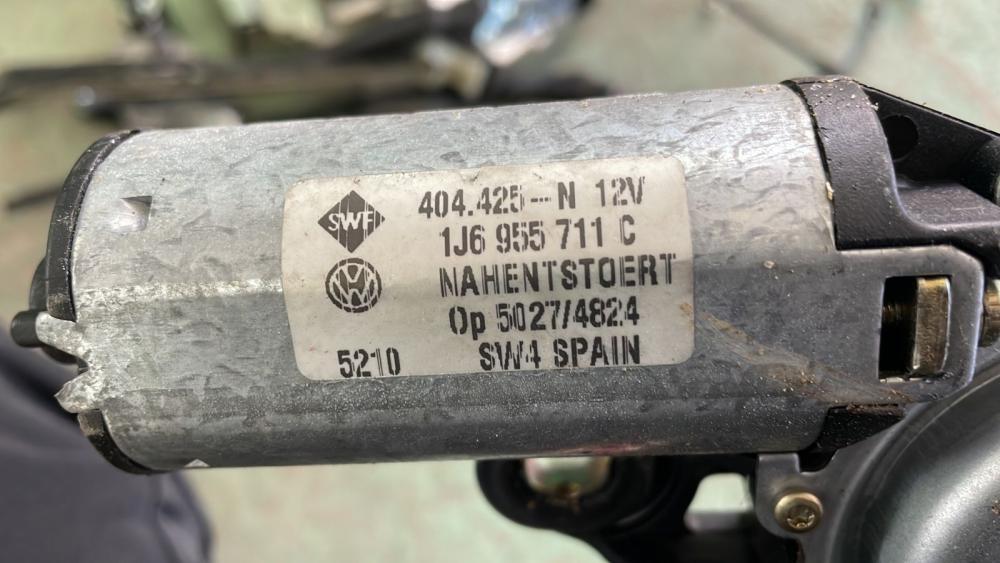 SWF
404.425--N 12V
1J6 955 711 C
NAHENTSTOERT
Op 5027/4824
5210 SW4 SPAIN